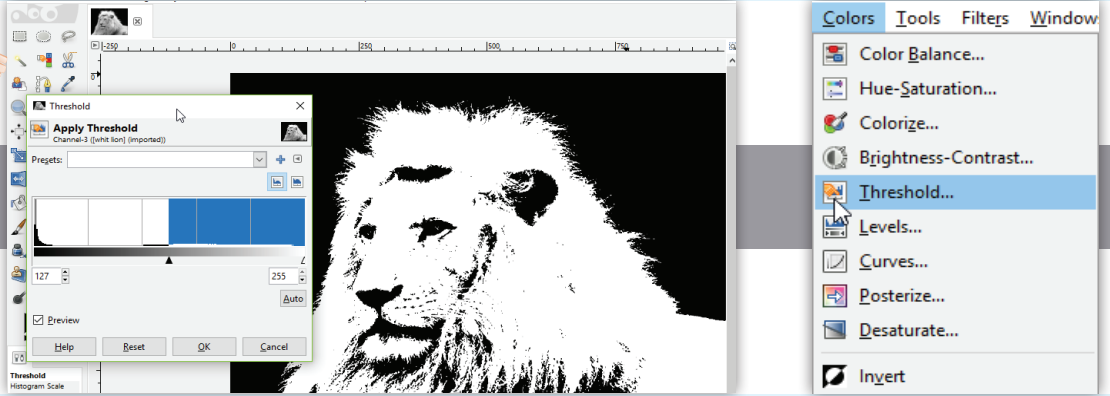 -250 0 250 500 750
Threshold
Apply Threshold
Channel-3 ([whit lion] (imported))
Presets:
127 255
Auto
Preview
Help Reset OK Cancel
Threshold
Histogram Scale
Colors Tools Filters Window
Color Balance...
Hue-Saturation...
Colorize...
Brightness-Contrast...
Threshold...
Levels...
Curves...
Posterize...
Desaturate...
Invert